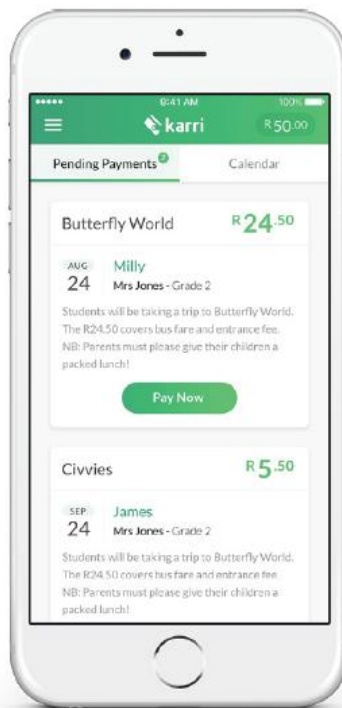 9:41 AM 100%
karri R50.00
Pending Payments 2 Calendar
Butterfly World R24.50
AUG Milly
24 Mrs Jones - Grade 2
Students will be taking a trip to Butterfly World.
The R24.50 covers bus fare and entrance fee.
NB: Parents must please give their children a
packed lunch!
Pay Now
Civvies R5.50
SEP James
24 Mrs Jones - Grade 2
Students will be taking a trip to Butterfly World.
The R24.50 covers bus fare and entrance fee
NB: Parents must please give their children a
packed lunch!